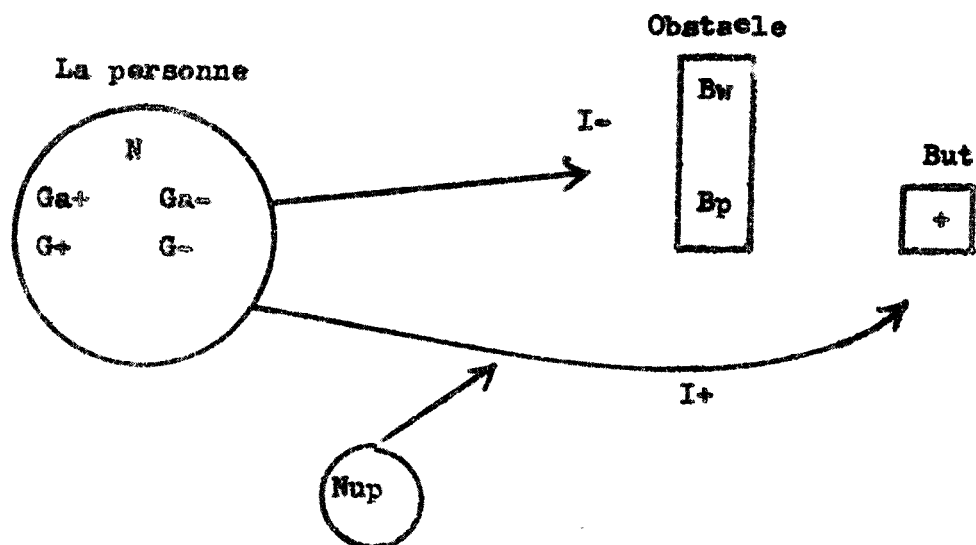 Obstacle
La personne
Bw
I-
N
But
Ga+ Ga-
Bp
+
G+ G-
I+
Nup